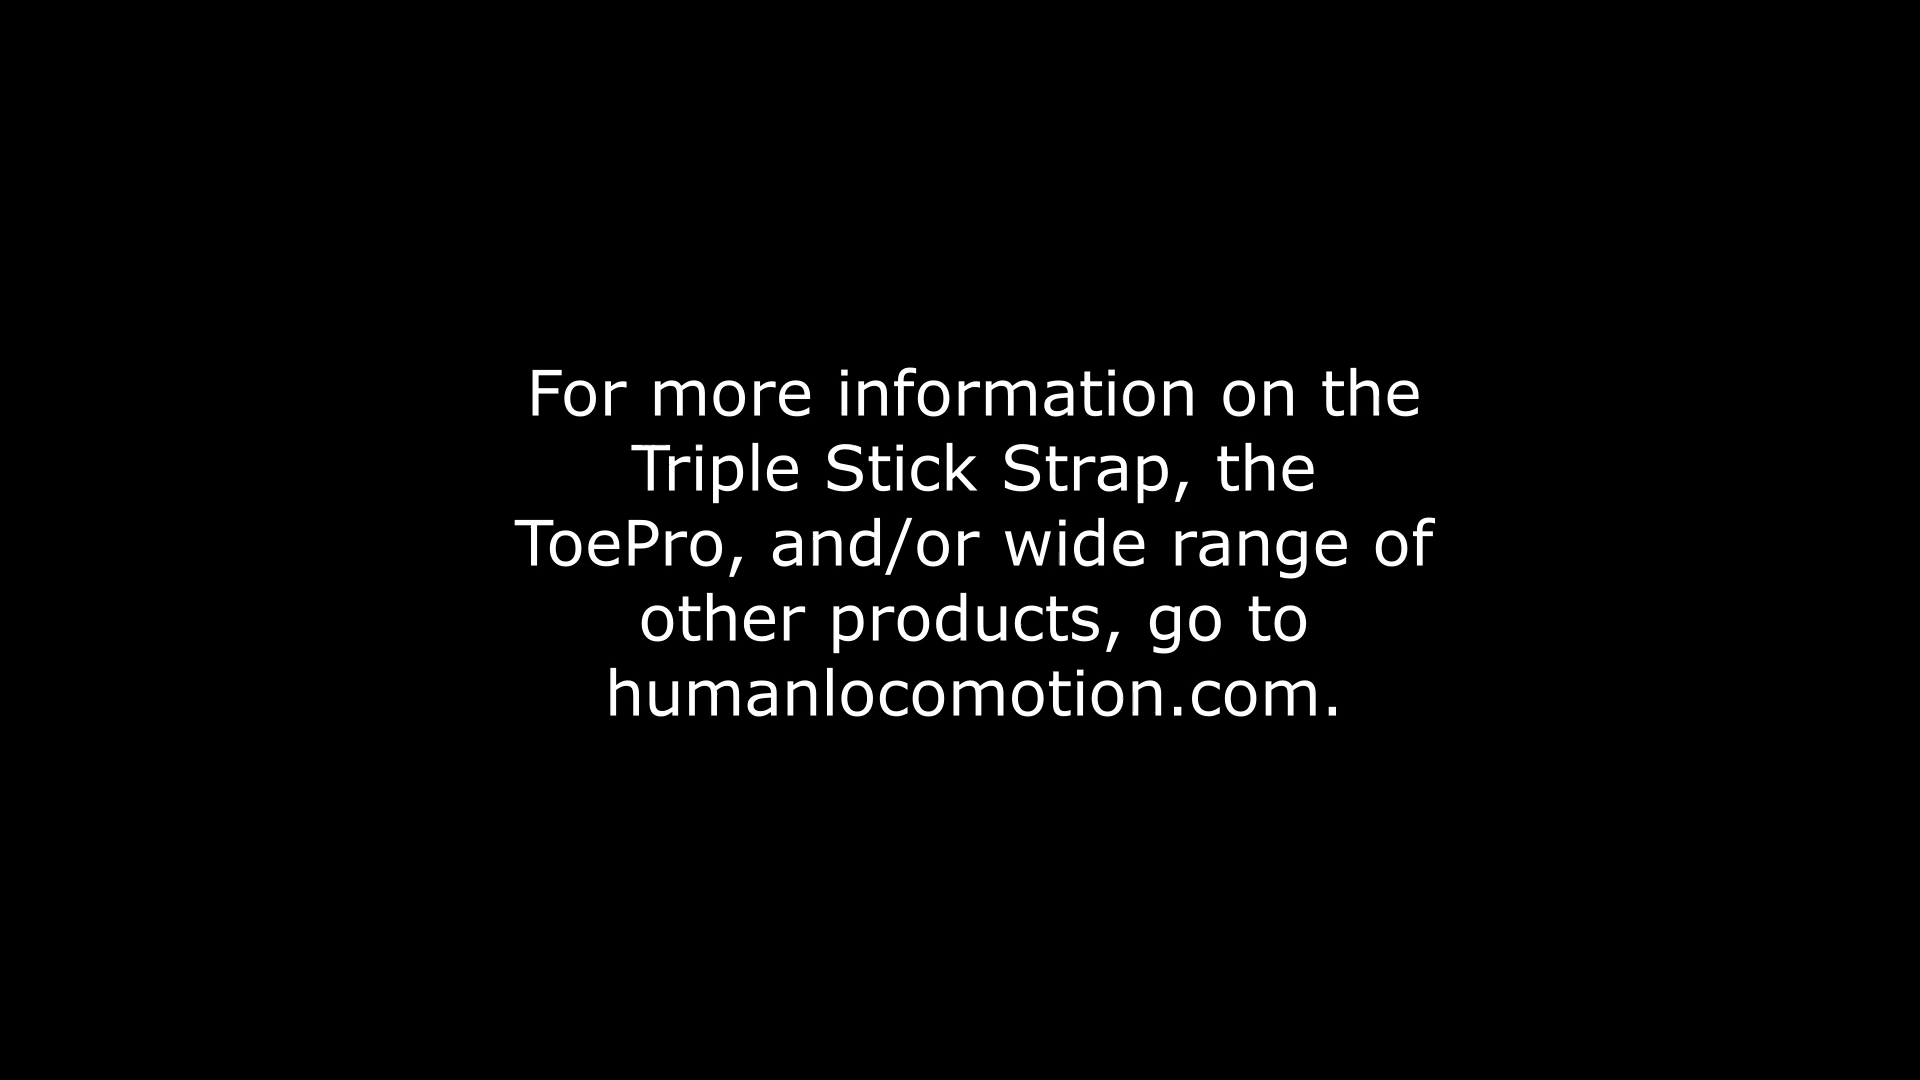 For more information on the
Triple Stick Strap, the
ToePro, and/or wide range of
other products, go to
humanlocomotion.com.